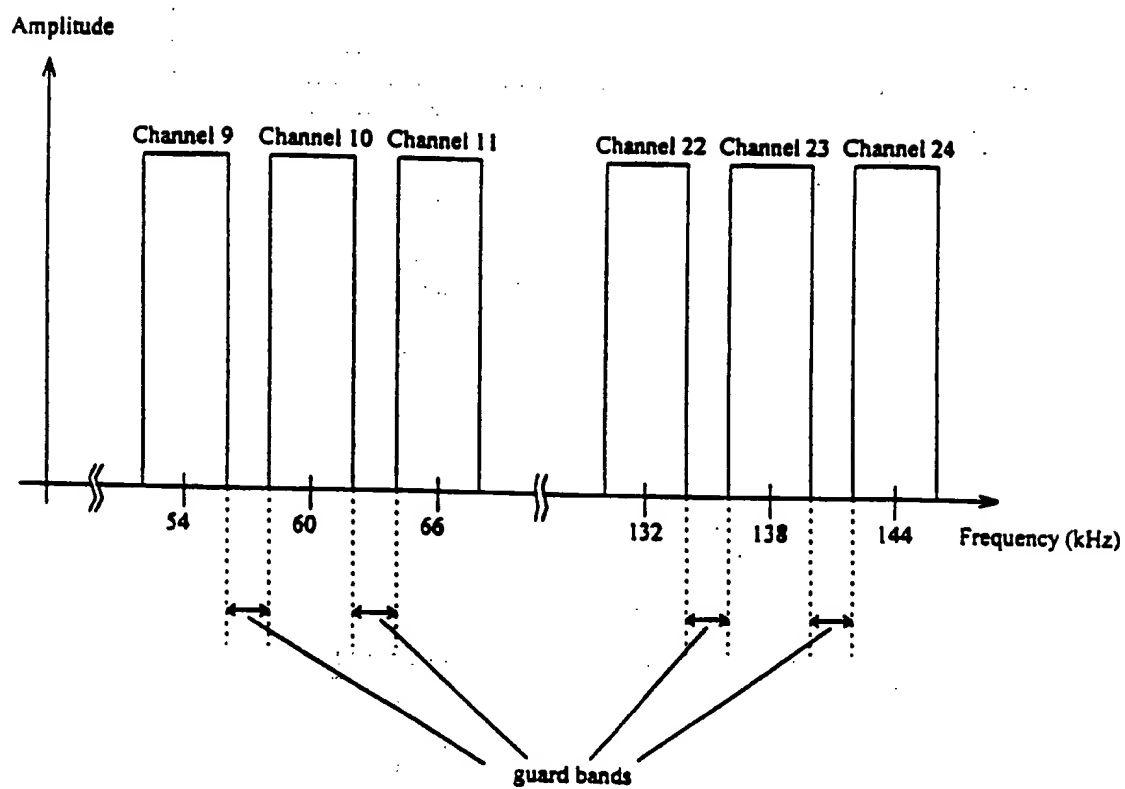 Amplitude
Channel 9 Channel 10 Channel 11 Channel 22 Channel 23 Channel 24
54 60 66 132 138 144
Frequency (kHz)
guard bands